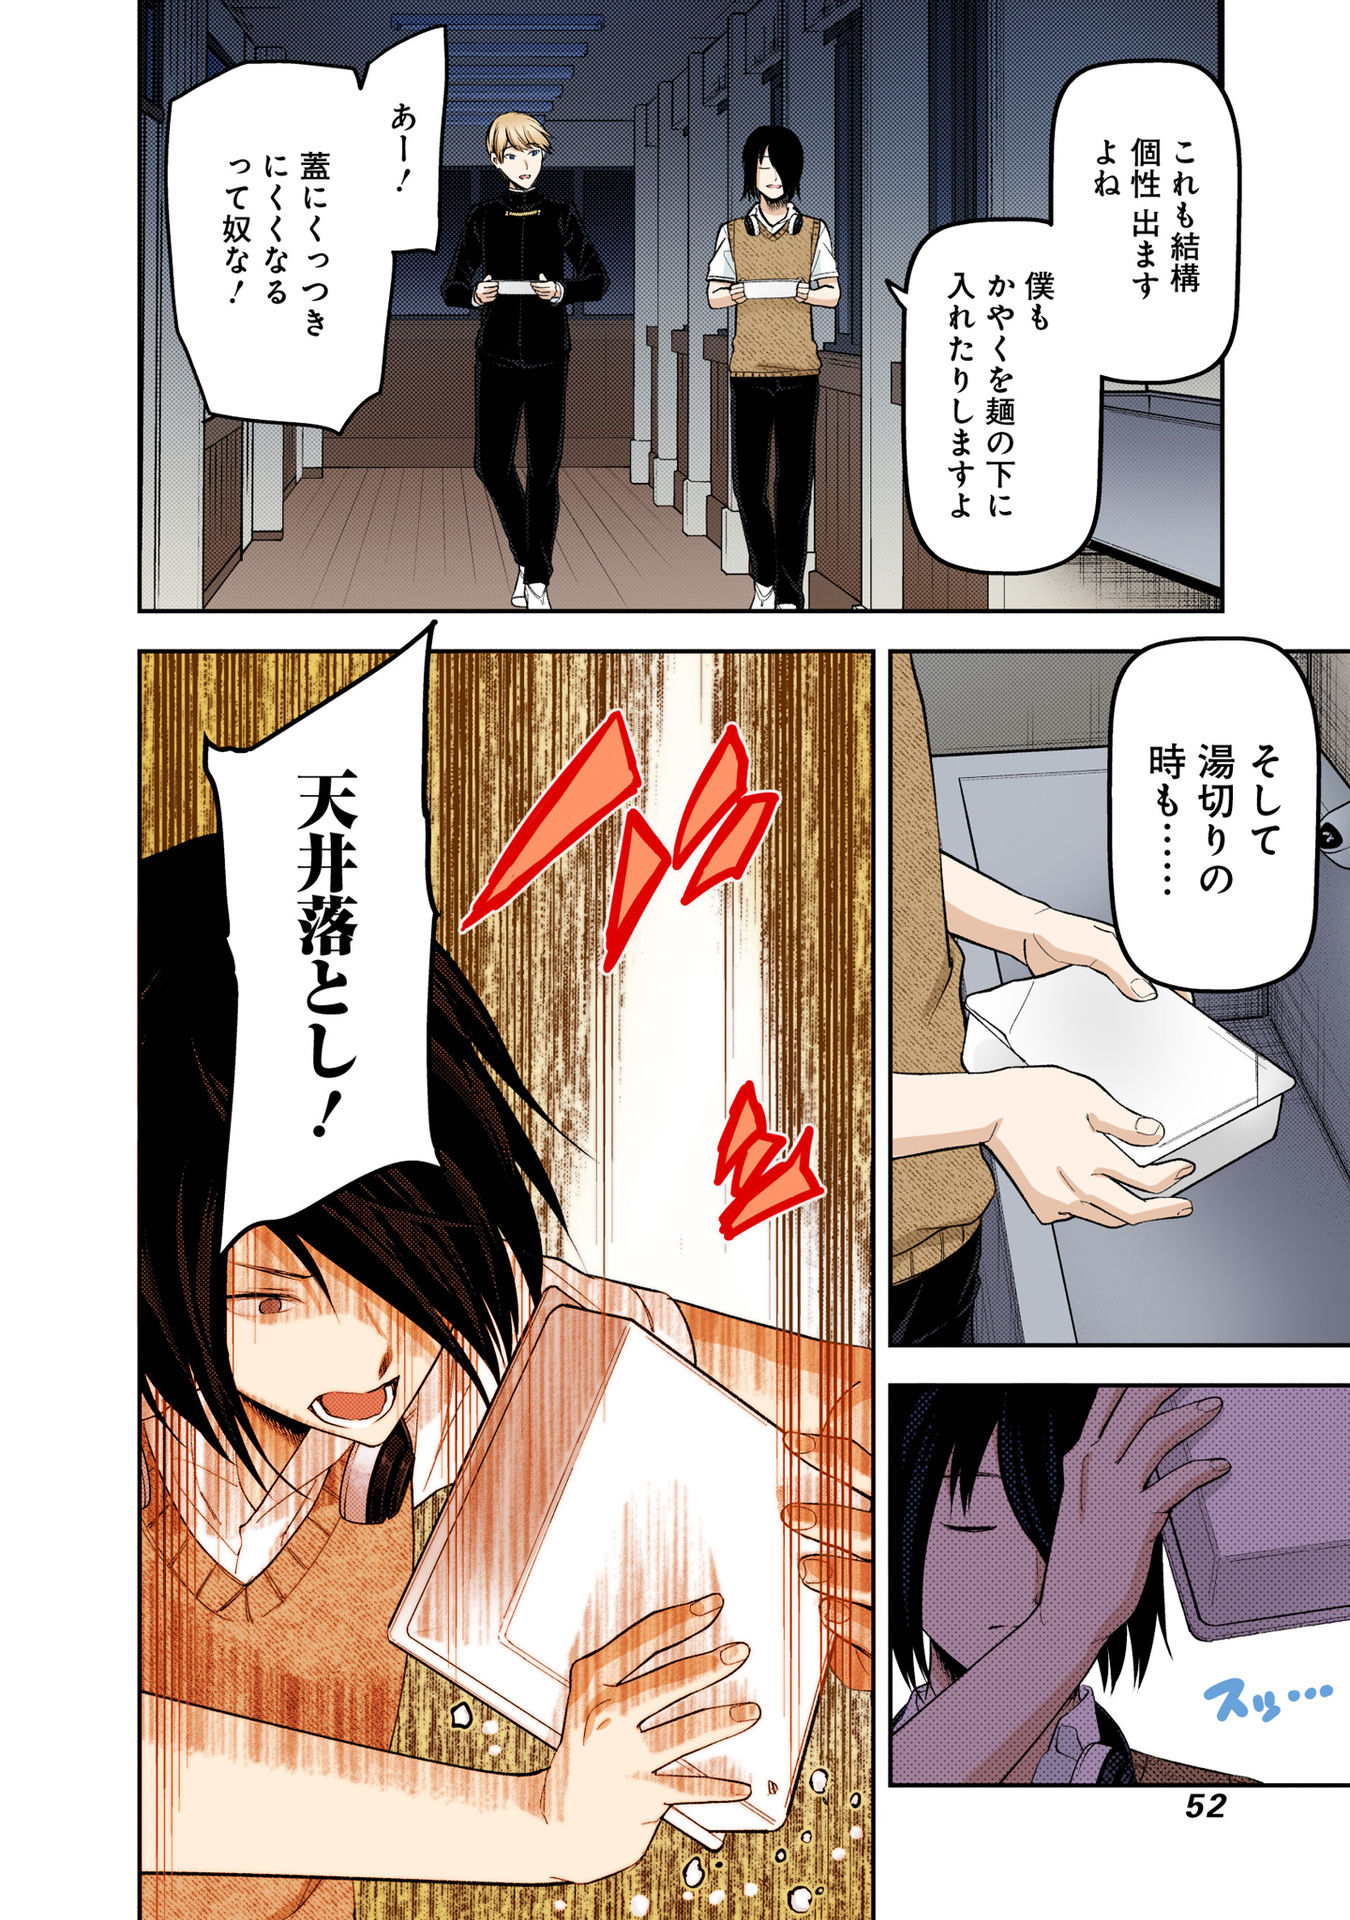 これも結構
個性出ます
よね
僕も
かやくを麺の下に
入れたりしますよ
あー！
蓋にくっつき
にくくなる
って奴な！
そして
湯切りの
時も……
スッ…
天井落とし！
52